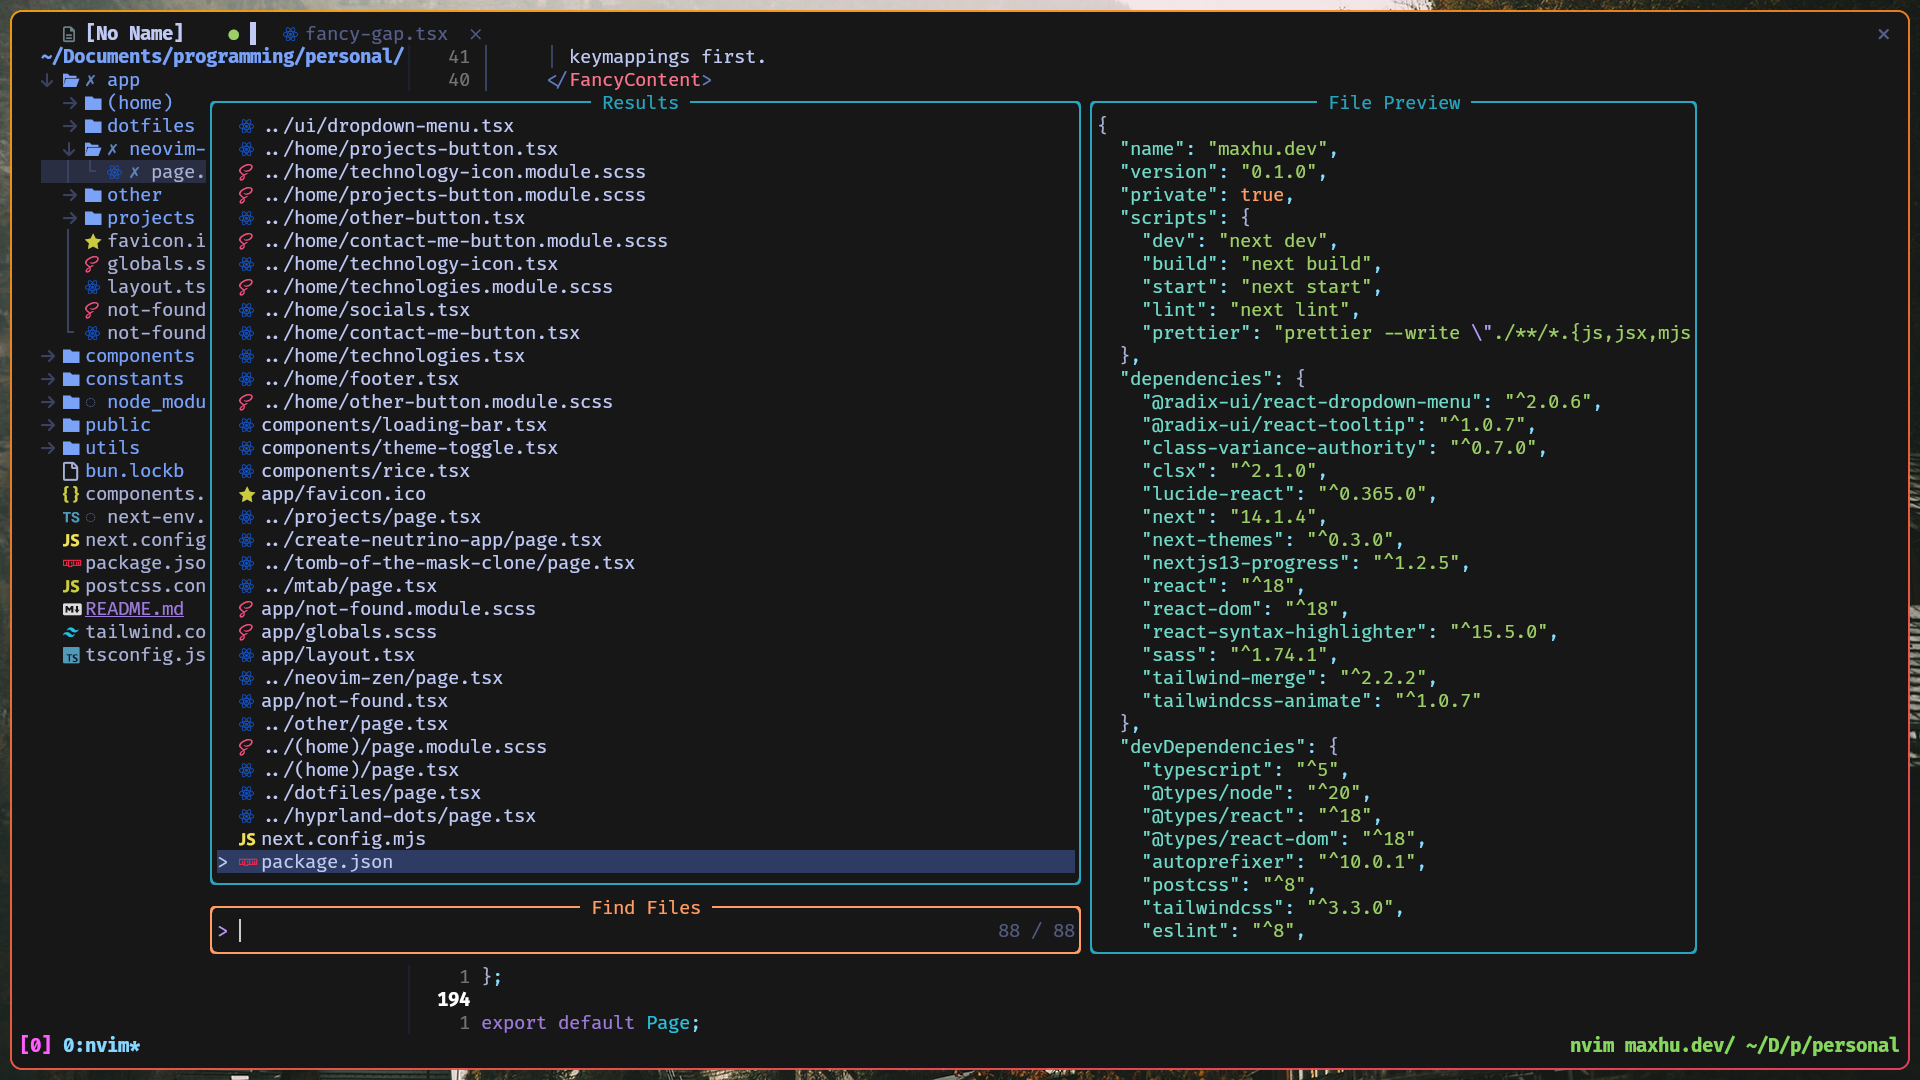 [No Name] ● fancy-gap.tsx ×
×
~/Documents/programming/personal/
app
(home)
dotfiles
neovim-
page.
other
projects
favicon.i
globals.s
layout.ts
not-found
not-found
components
constants
node_modu
public
utils
bun.lockb
{} components.
TS next-env.
JS next.config
package.jso
JS postcss.con
README.md
tailwind.co
TS tsconfig.js
41 keymappings first.
40 </FancyContent>
Results
../ui/dropdown-menu.tsx
../home/projects-button.tsx
../home/technology-icon.module.scss
../home/projects-button.module.scss
../home/other-button.tsx
../home/contact-me-button.module.scss
../home/technology-icon.tsx
../home/technologies.module.scss
../home/socials.tsx
../home/contact-me-button.tsx
../home/technologies.tsx
../home/footer.tsx
../home/other-button.module.scss
components/loading-bar.tsx
components/theme-toggle.tsx
components/rice.tsx
app/favicon.ico
../projects/page.tsx
../create-neutrino-app/page.tsx
../tomb-of-the-mask-clone/page.tsx
../mtab/page.tsx
app/not-found.module.scss
app/globals.scss
app/layout.tsx
../neovim-zen/page.tsx
app/not-found.tsx
../other/page.tsx
../(home)/page.module.scss
../(home)/page.tsx
../dotfiles/page.tsx
../hyprland-dots/page.tsx
JS next.config.mjs
> package.json
Find Files
> 88 / 88
File Preview
{
"name": "maxhu.dev",
"version": "0.1.0",
"private": true,
"scripts": {
"dev": "next dev",
"build": "next build",
"start": "next start",
"lint": "next lint",
"prettier": "prettier --write \"./**/*.{js,jsx,mjs
},
"dependencies": {
"@radix-ui/react-dropdown-menu": "^2.0.6",
"@radix-ui/react-tooltip": "^1.0.7",
"class-variance-authority": "^0.7.0",
"clsx": "^2.1.0",
"lucide-react": "^0.365.0",
"next": "14.1.4",
"next-themes": "^0.3.0",
"nextjs13-progress": "^1.2.5",
"react": "^18",
"react-dom": "^18",
"react-syntax-highlighter": "^15.5.0",
"sass": "^1.74.1",
"tailwind-merge": "^2.2.2",
"tailwindcss-animate": "^1.0.7"
},
"devDependencies": {
"typescript": "^5",
"@types/node": "^20",
"@types/react": "^18",
"@types/react-dom": "^18",
"autoprefixer": "^10.0.1",
"postcss": "^8",
"tailwindcss": "^3.3.0",
"eslint": "^8",
1 };
194
1 export default Page;
[0] 0:nvim*
nvim maxhu.dev/ ~/D/p/personal